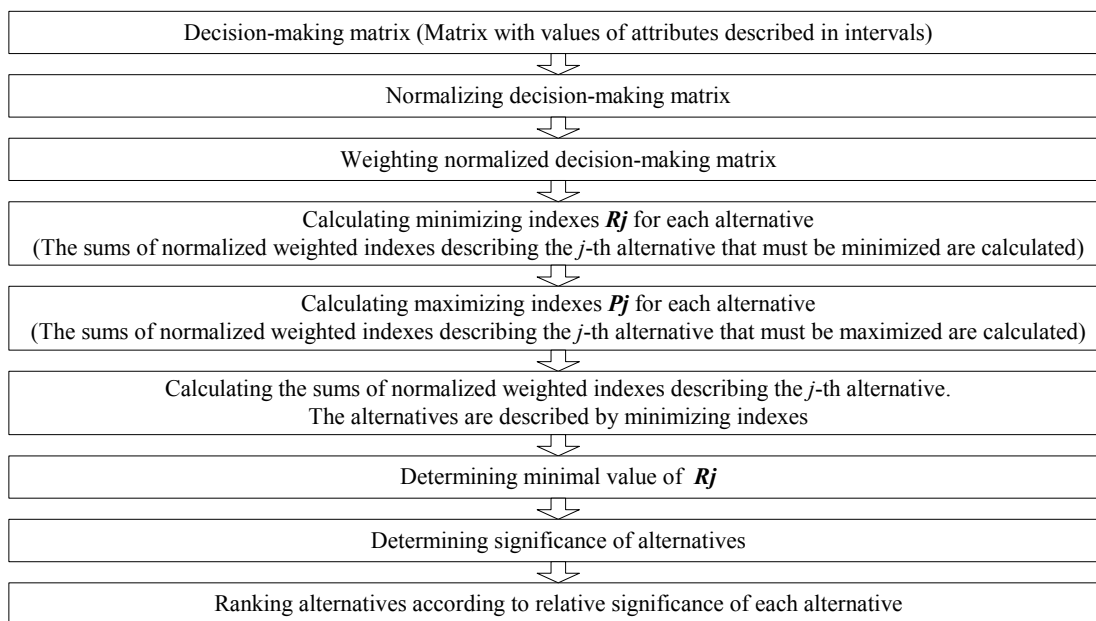 Decision-making matrix (Matrix with values of attributes described in intervals)
Normalizing decision-making matrix
Weighting normalized decision-making matrix
Calculating minimizing indexes Rj for each alternative
(The sums of normalized weighted indexes describing the j-th alternative that must be minimized are calculated)
Calculating maximizing indexes Pj for each alternative
(The sums of normalized weighted indexes describing the j-th alternative that must be maximized are calculated)
Calculating the sums of normalized weighted indexes describing the j-th alternative.
The alternatives are described by minimizing indexes
Determining minimal value of Rj
Determining significance of alternatives
Ranking alternatives according to relative significance of each alternative